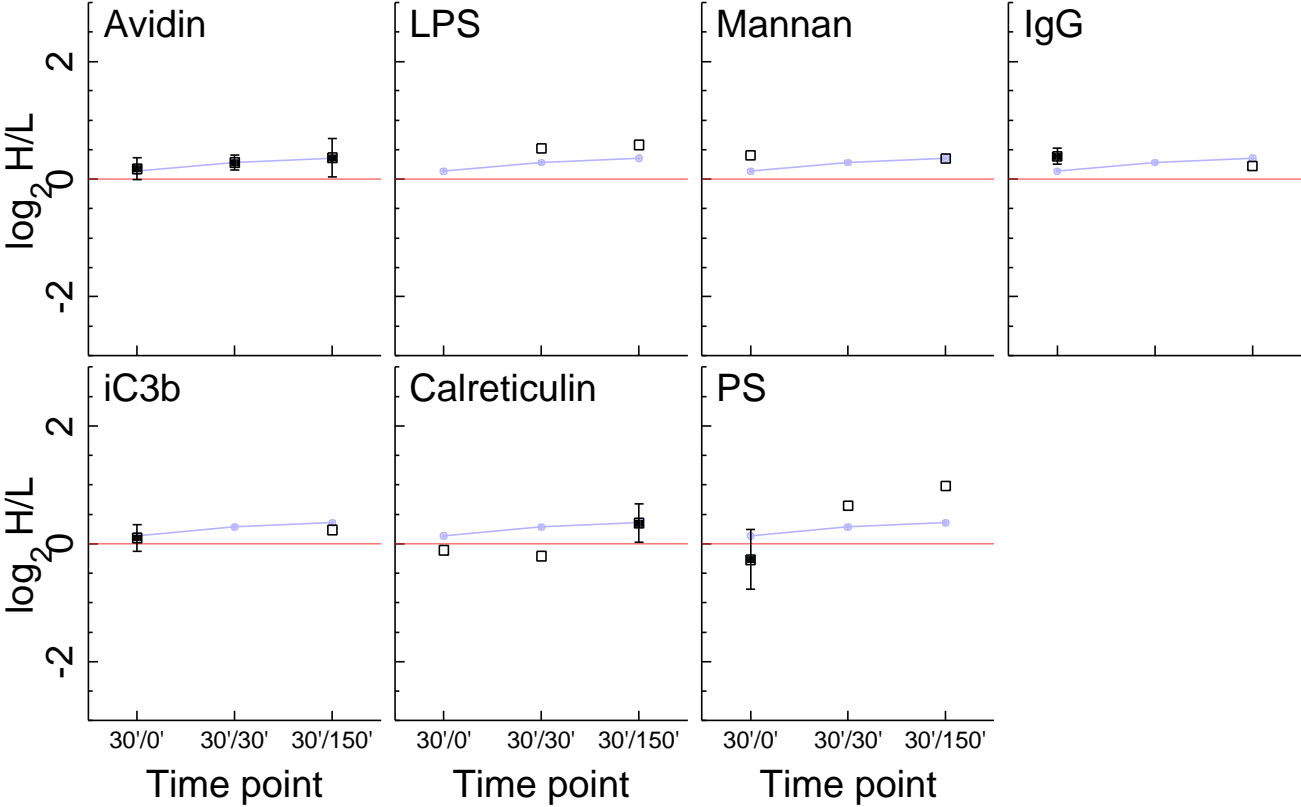 Avidin
LPS
Mannan
IgG
2
0
-2
log2 H/L
iC3b
Calreticulin
PS
2
0
-2
log2 H/L
30'/0'
30'/30'
30'/150'
30'/0'
30'/30'
30'/150'
30'/0'
30'/30'
30'/150'
Time point
Time point
Time point